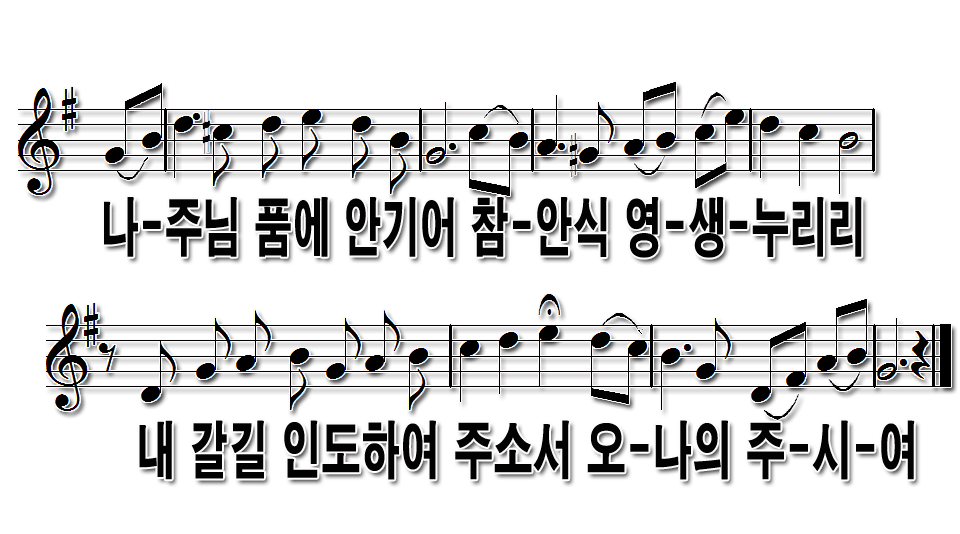 나-주님 품에 안기어 참-안식 영-생-누리리
내 갈길 인도하여 주소서 오-나의 주-시-여